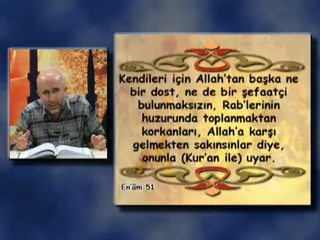 Kendileri için Allah'tan başka ne
bir dost, ne de bir şefaatçi
bulunmaksızın, Rab'lerinin
huzurunda toplanmaktan
korkanları, Allah'a karşı
gelmekten sakınsınlar diye,
onunla (Kur'an ile) uyar.
En'âm 51